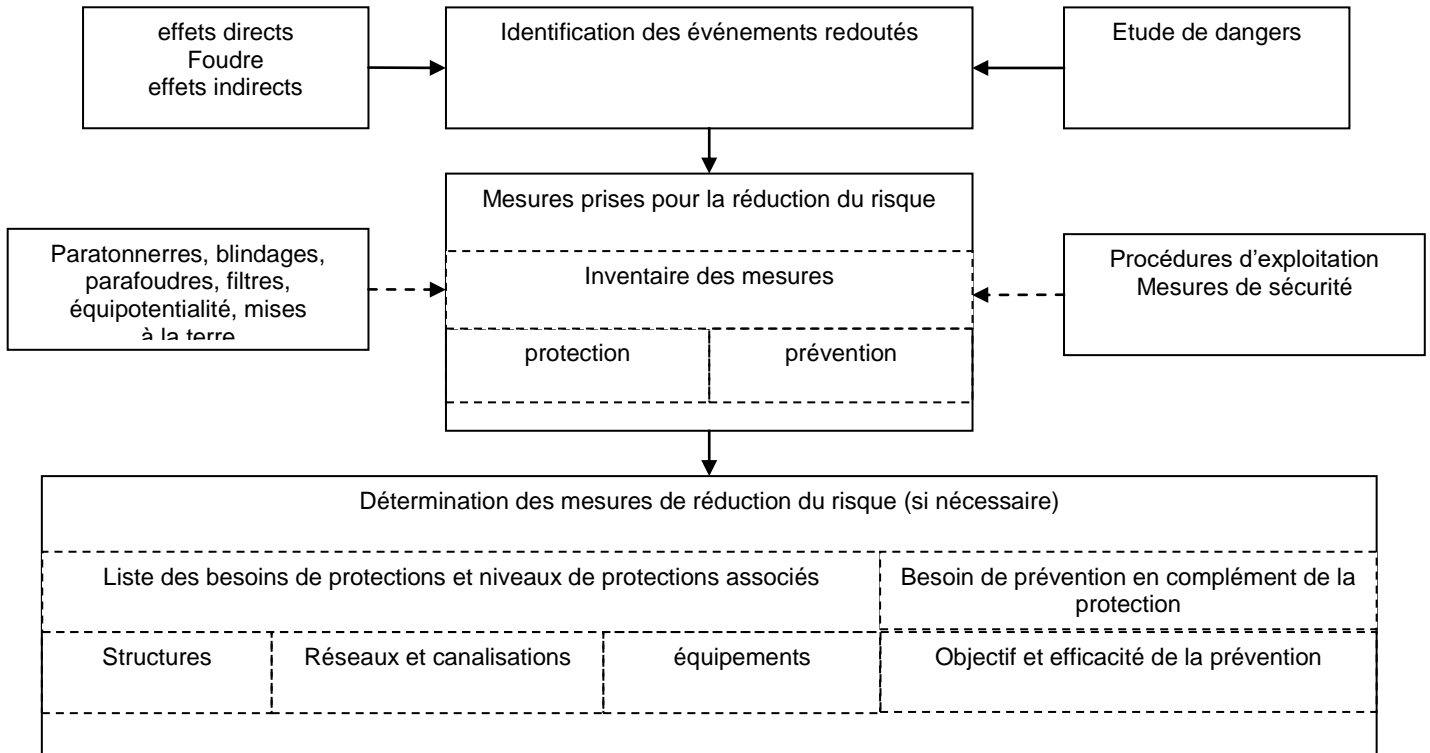 effets directs
Foudre
effets indirects
Identification des événements redoutés
Etude de dangers
Mesures prises pour la réduction du risque
Paratonnerres, blindages,
parafoudres, filtres,
équipotentialité, mises
à la terre
Inventaire des mesures
Procédures d’exploitation
Mesures de sécurité
protection
prévention
Détermination des mesures de réduction du risque (si nécessaire)
Liste des besoins de protections et niveaux de protections associés
Besoin de prévention en complément de la
protection
Structures
Réseaux et canalisations
équipements
Objectif et efficacité de la prévention